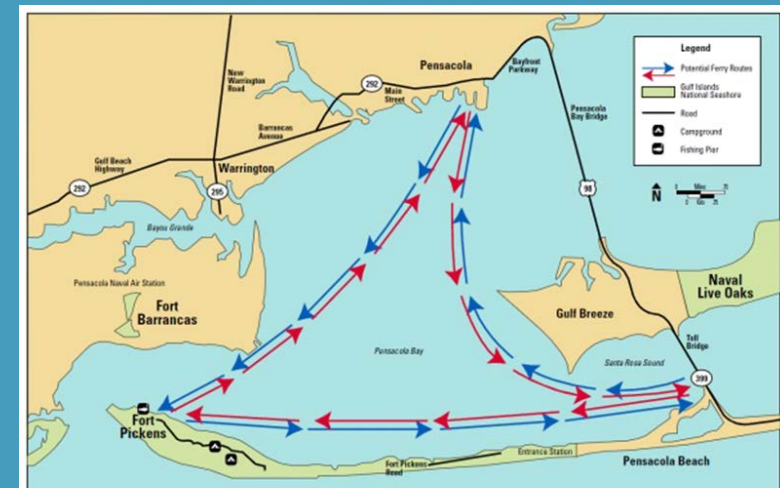 Legend
Potential Ferry Routes
Gulf Islands
National Seashore
Road
Campground
Fishing Pier
N
Pensacola
Bayfront
Parkway
New
Warrington
Road
292
Main
Street
Pensacola
Bay Bridge
Barrancas
Avenue
Gulf Beach
Highway
Warrington
292
295
98
Bayou Grande
Pensacola Naval Air Station
Fort
Barrancas
Naval
Live Oaks
Gulf Breeze
Toll
Bridge
Pensacola Bay
Santa Rosa Sound
399
Fort
Pickens
Entrance Station
Fort Pickens
Road
Pensacola Beach